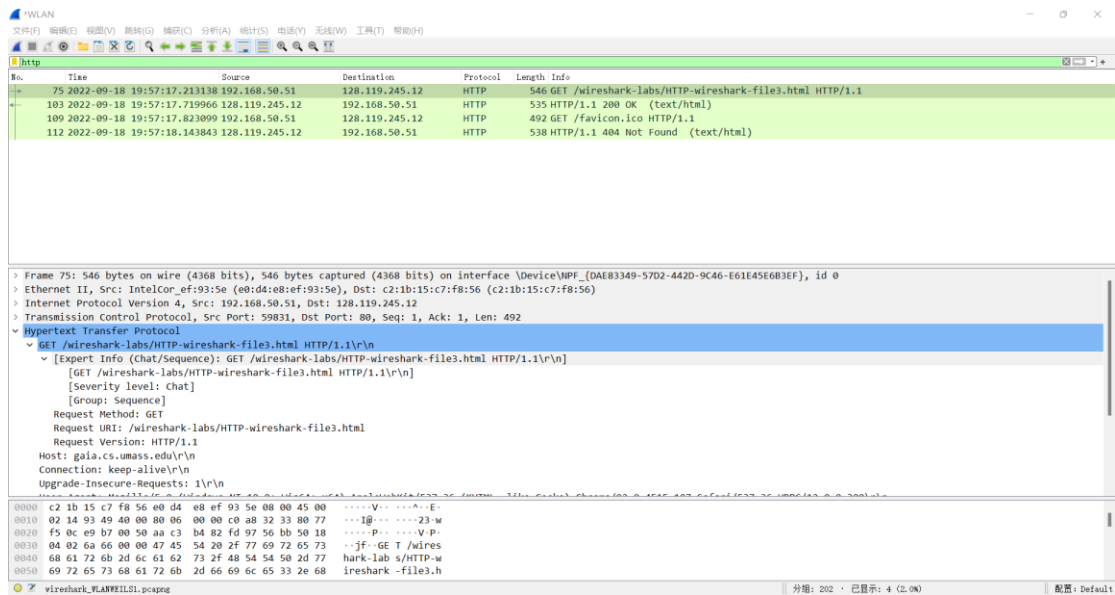 *WLAN
文件(F) 编辑(E) 视图(V) 跳转(G) 捕获(C) 分析(A) 统计(S) 电话(Y) 无线(W) 工具(T) 帮助(H)
http
No. Time Source Destination Protocol Length Info
75 2022-09-18 19:57:17.213138 192.168.50.51 128.119.245.12 HTTP 546 GET /wireshark-labs/HTTP-wireshark-file3.html HTTP/1.1
103 2022-09-18 19:57:17.719966 128.119.245.12 192.168.50.51 HTTP 535 HTTP/1.1 200 OK (text/html)
109 2022-09-18 19:57:17.823099 192.168.50.51 128.119.245.12 HTTP 492 GET /favicon.ico HTTP/1.1
112 2022-09-18 19:57:18.143843 128.119.245.12 192.168.50.51 HTTP 538 HTTP/1.1 404 Not Found (text/html)
Frame 75: 546 bytes on wire (4368 bits), 546 bytes captured (4368 bits) on interface \Device\NPF_{DAE83349-57D2-442D-9C46-E61E45E6B3EF}, id 0
Ethernet II, Src: IntelCor_ef:93:5e (e0:d4:e8:ef:93:5e), Dst: c2:1b:15:c7:f8:56 (c2:1b:15:c7:f8:56)
Internet Protocol Version 4, Src: 192.168.50.51, Dst: 128.119.245.12
Transmission Control Protocol, Src Port: 59831, Dst Port: 80, Seq: 1, Ack: 1, Len: 492
Hypertext Transfer Protocol
GET /wireshark-labs/HTTP-wireshark-file3.html HTTP/1.1\r\n
[Expert Info (Chat/Sequence): GET /wireshark-labs/HTTP-wireshark-file3.html HTTP/1.1\r\n]
[GET /wireshark-labs/HTTP-wireshark-file3.html HTTP/1.1\r\n]
[Severity level: Chat]
[Group: Sequence]
Request Method: GET
Request URI: /wireshark-labs/HTTP-wireshark-file3.html
Request Version: HTTP/1.1
Host: gaia.cs.umass.edu\r\n
Connection: keep-alive\r\n
Upgrade-Insecure-Requests: 1\r\n
0000 c2 1b 15 c7 f8 56 e0 d4 e8 ef 93 5e 08 00 45 00 ·····V·· ···^··E·
0010 02 14 93 49 40 00 80 06 00 00 c0 a8 32 33 80 77 ···I@··· ····23·w
0020 f5 0c e9 b7 00 50 aa c3 b4 82 fd 97 56 bb 50 18 ·····P·· ····V·P·
0030 04 02 6a 66 00 00 47 45 54 20 2f 77 69 72 65 73 ··jf··GE T /wires
0040 68 61 72 6b 2d 6c 61 62 73 2f 48 54 54 50 2d 77 hark-lab s/HTTP-w
0050 69 72 65 73 68 61 72 6b 2d 66 69 6c 65 33 2e 68 ireshark -file3.h
wireshark_WLANWEILS1.pcapng 分组: 202 · 已显示: 4 (2.0%) 配置: Default